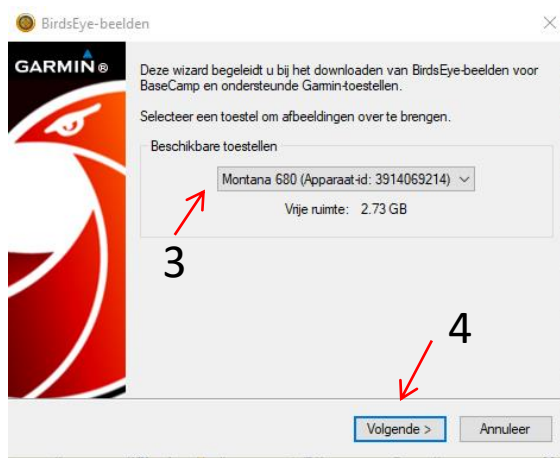 BirdsEye-beelden
GARMIN®
Deze wizard begeleidt u bij het downloaden van BirdsEye-beelden voor
BaseCamp en ondersteunde Garmin-toestellen.
Selecteer een toestel om afbeeldingen over te brengen.
Beschikbare toestellen
Montana 680 (Apparaat-id: 3914069214)
Vrije ruimte: 2.73 GB
3
4
Volgende >
Annuleer